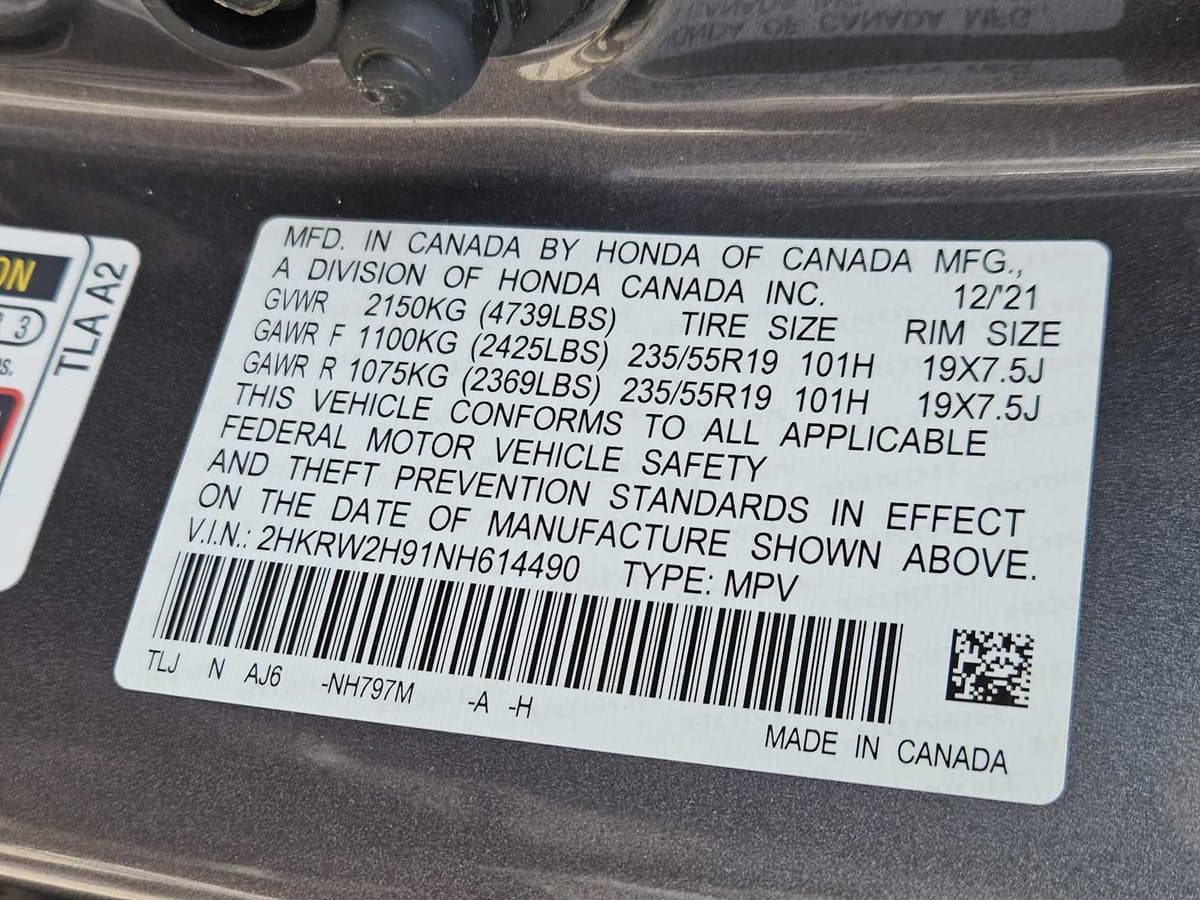 MFD. IN CANADA BY HONDA OF CANADA MFG.,
A DIVISION OF HONDA CANADA INC. 12/'21
GVWR 2150KG (4739LBS) TIRE SIZE RIM SIZE
GAWR F 1100KG (2425LBS) 235/55R19 101H 19X7.5J
GAWR R 1075KG (2369LBS) 235/55R19 101H 19X7.5J
THIS VEHICLE CONFORMS TO ALL APPLICABLE
FEDERAL MOTOR VEHICLE SAFETY
AND THEFT PREVENTION STANDARDS IN EFFECT
ON THE DATE OF MANUFACTURE SHOWN ABOVE.
V.I.N.: 2HKRW2H91NH614490 TYPE: MPV
TLJ N AJ6 -NH797M -A -H
MADE IN CANADA
TLA A2
3